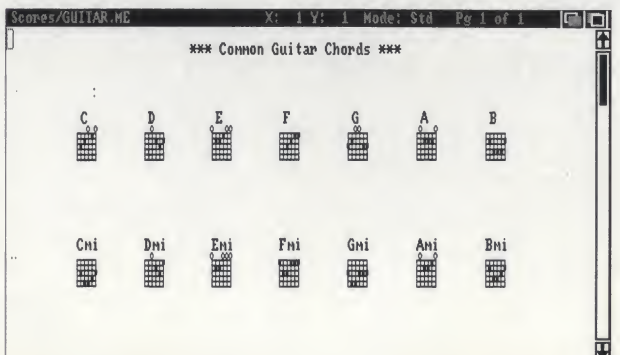 Scores/GUITAR.ME X: 1 Y: 1 Mode: Std Pg 1 of 1
*** Common Guitar Chords ***
C D E F G A B
Cmi Dmi Emi Fmi Gmi Ami Bmi